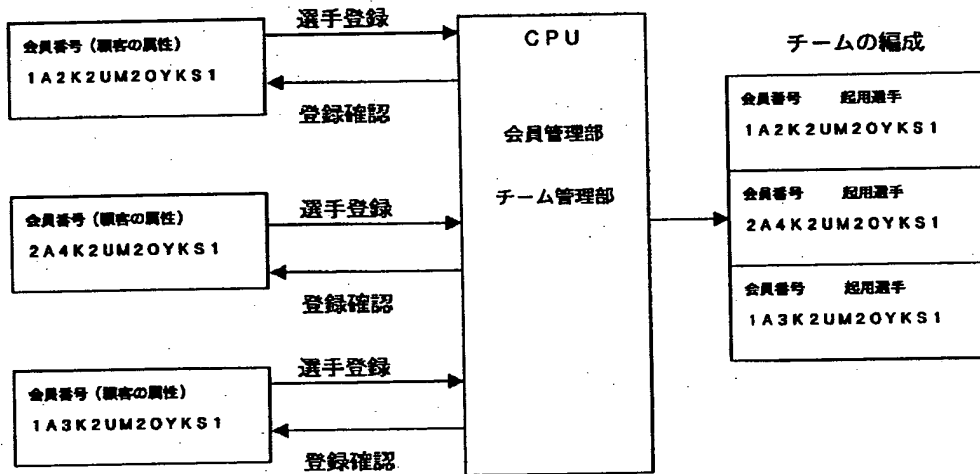 選手登録
会員番号（顧客の属性）
1A2K2UM2OYKS1
登録確認
選手登録
会員番号（顧客の属性）
2A4K2UM2OYKS1
登録確認
選手登録
会員番号（顧客の属性）
1A3K2UM2OYKS1
登録確認
CPU
会員管理部
チーム管理部
チームの編成
会員番号 起用選手
1A2K2UM2OYKS1
会員番号 起用選手
2A4K2UM2OYKS1
会員番号 起用選手
1A3K2UM2OYKS1